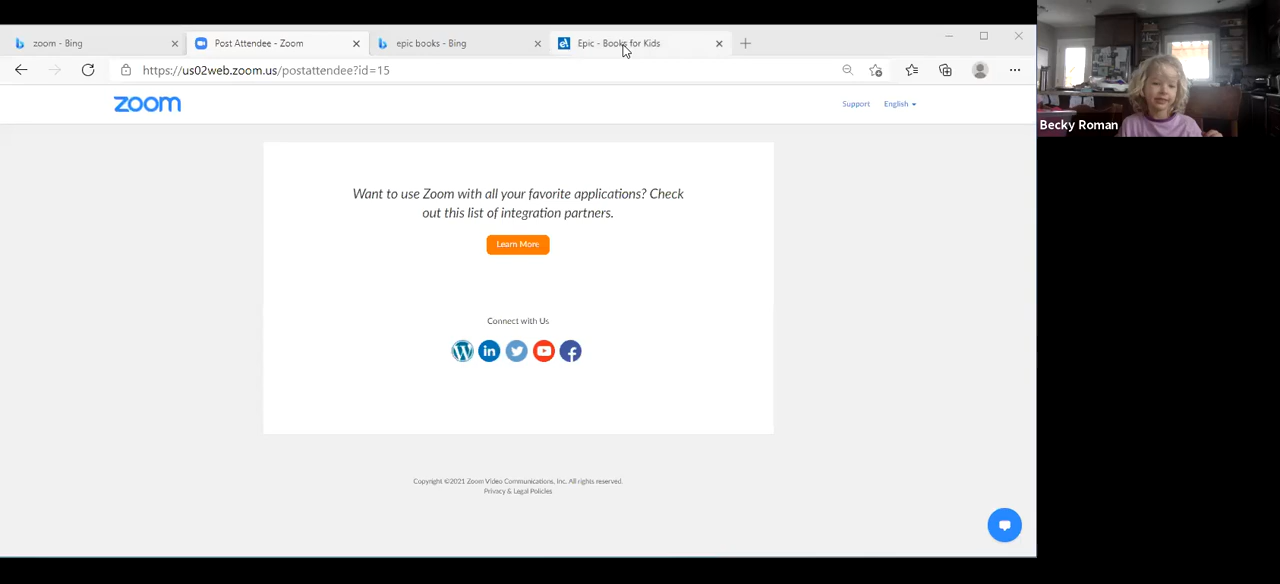 zoom - Bing
Post Attendee - Zoom
epic books - Bing
Epic - Books for Kids
https://us02web.zoom.us/postattendee?id=15
zoom
Support
English
Becky Roman
Want to use Zoom with all your favorite applications? Check
out this list of integration partners.
Learn More
Connect with Us
Copyright ©2021 Zoom Video Communications, Inc. All rights reserved.
Privacy & Legal Policies